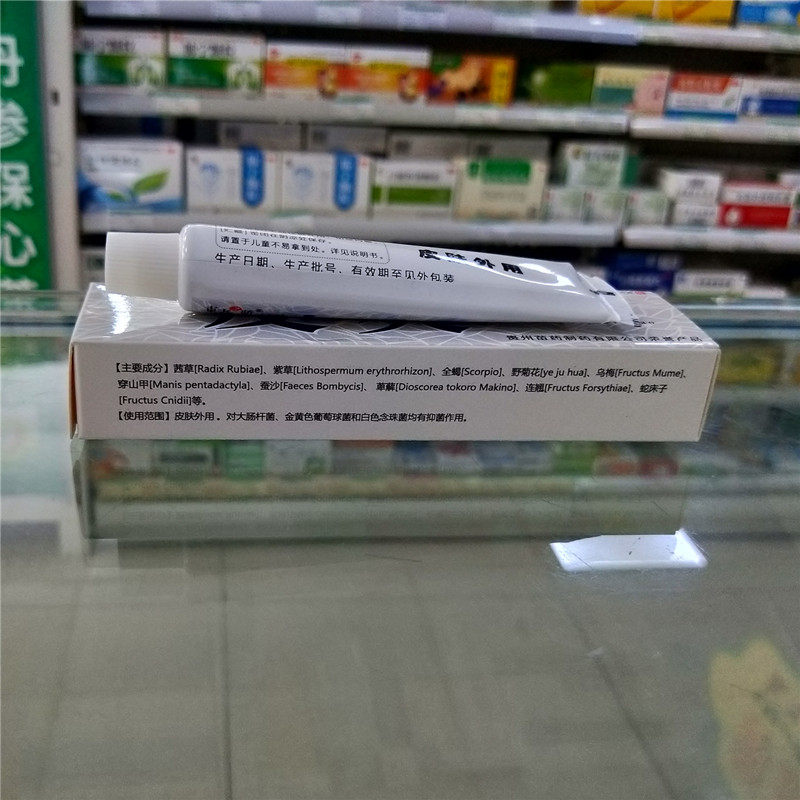 丹
参
保
心
请置于儿童不易拿到处。详见说明书。
生产日期、生产批号、有效期至见外包装
皮肤外用
【主要成分】茜草[Radix Rubiae]、紫草[Lithospermum erythrorhizon]、全蝎[Scorpio]、野菊花[ye ju hua]、乌梅[Fructus Mume]、
穿山甲[Manis pentadactyla]、蚕沙[Faeces Bombycis]、萆薢[Dioscorea tokoro Makino]、连翘[Fructus Forsythiae]、蛇床子
[Fructus Cnidii]等。
【使用范围】皮肤外用。对大肠杆菌、金黄色葡萄球菌和白色念珠菌均有抑菌作用。